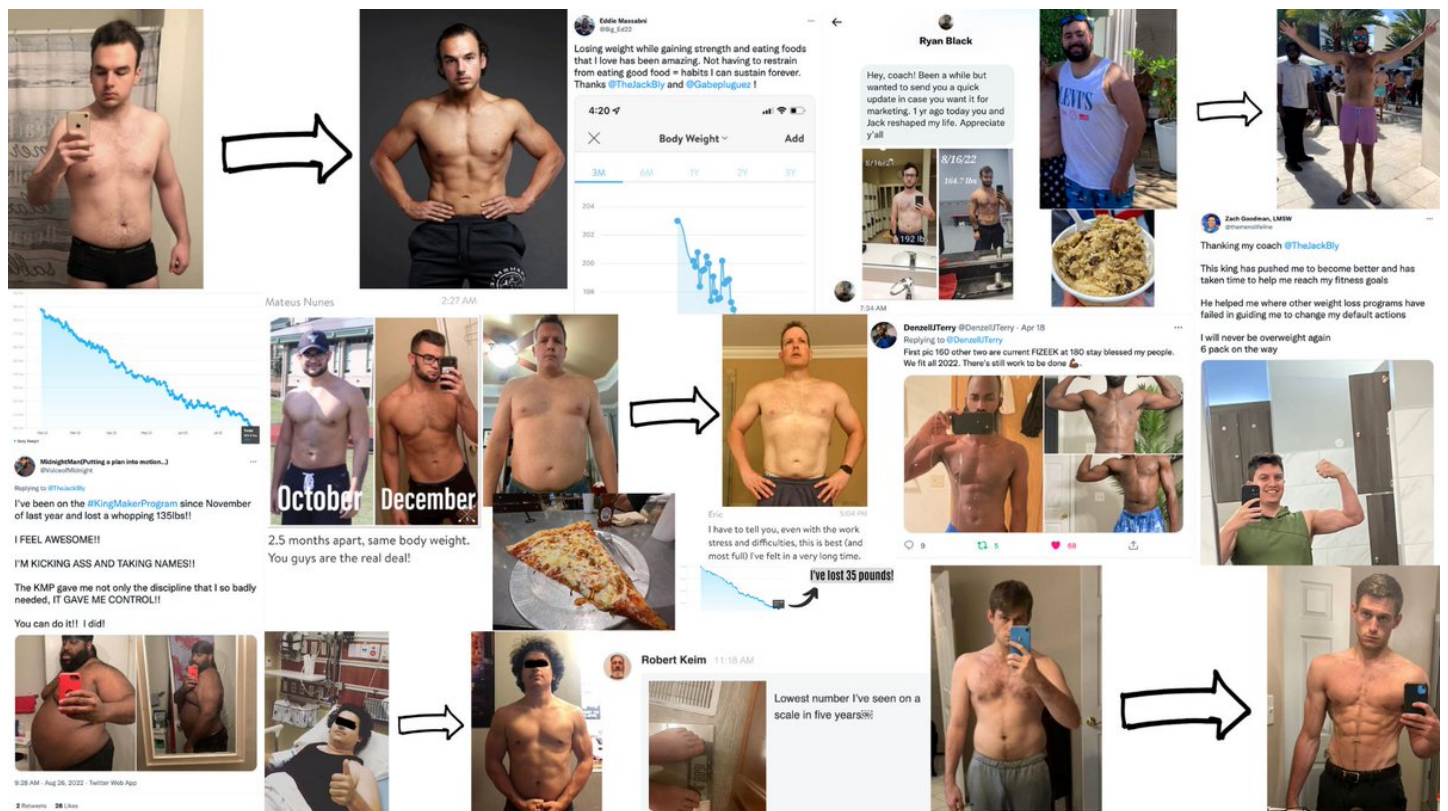 Eddie Massabni
@Big_Ed22
Losing weight while gaining strength and eating foods
that I love has been amazing. Not having to restrain
from eating good food = habits I can sustain forever.
Thanks @TheJackBly and @Gabepluguez !
4:20
Body Weight
Add
3M
6M
1Y
2Y
3Y
204
202
200
198
Ryan Black
Hey, coach! Been a while but
wanted to send you a quick
update in case you want it for
marketing. 1 yr ago today you and
Jack reshaped my life. Appreciate
y'all
8/16/21
192 lb
8/16/22
164.7 lbs
7:34 AM
LEVI'S
Zach Goodman, LMSW
@themenslifeline
Thanking my coach @TheJackBly
This king has pushed me to become better and has
taken time to help me reach my fitness goals
He helped me where other weight loss programs have
failed in guiding me to change my default actions
I will never be overweight again
6 pack on the way
Body Weight
Mateus Nunes
2:27 AM
October
December
2.5 months apart, same body weight.
You guys are the real deal!
DenzellJTerry @DenzellJTerry · Apr 18
Replying to @DenzellJTerry
First pic 160 other two are current FIZEEK at 180 stay blessed my people.
We fit all 2022. There's still work to be done
9
5
68
MidnightMan(Putting a plan into motion...)
@VoiceofMidnight
Replying to @TheJackBly
I've been on the #KingMakerProgram since November
of last year and lost a whopping 135lbs!!
I FEEL AWESOME!!
I'M KICKING ASS AND TAKING NAMES!!
The KMP gave me not only the discipline that I so badly
needed, IT GAVE ME CONTROL!!
You can do it!! I did!
9:28 AM · Aug 26, 2022 · Twitter Web App
2 Retweets 28 Likes
Eric
5:04 PM
I have to tell you, even with the work
stress and difficulties, this is best (and
most full) I've felt in a very long time.
I've lost 35 pounds!
Robert Keim 11:16 AM
Lowest number I've seen on a
scale in five years